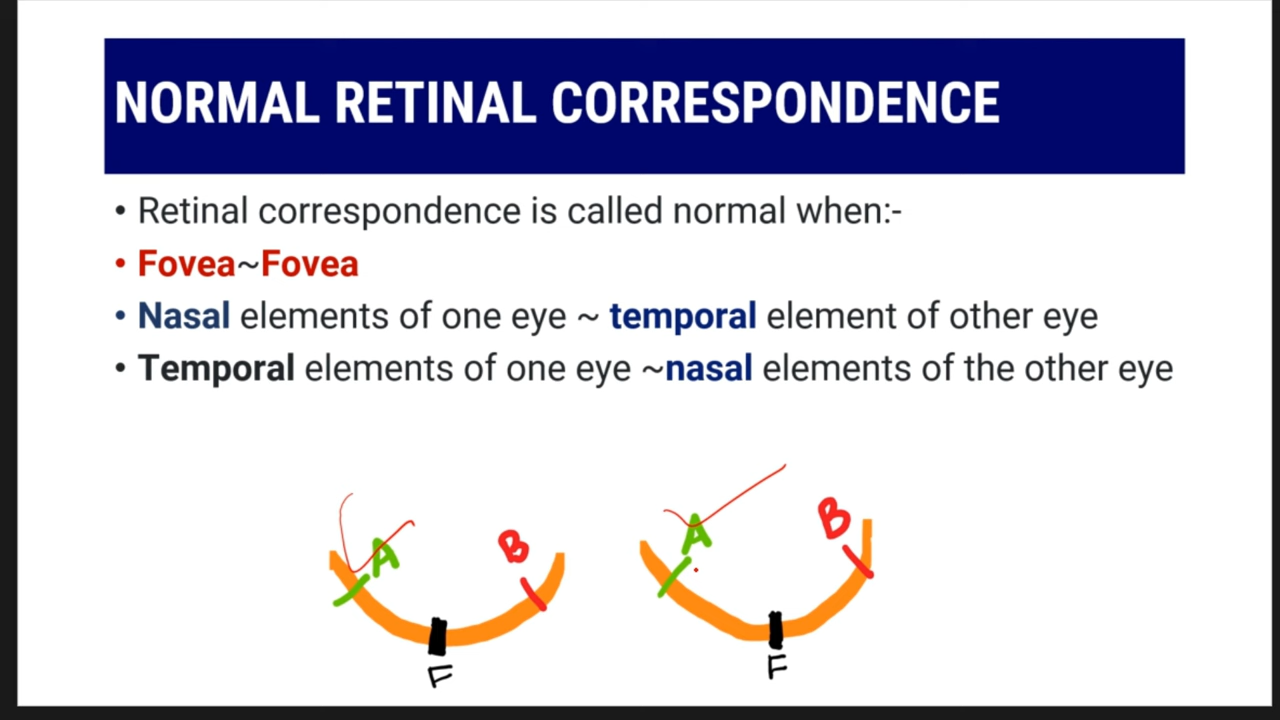 NORMAL RETINAL CORRESPONDENCE
• Retinal correspondence is called normal when:-
• Fovea~Fovea
• Nasal elements of one eye ~ temporal element of other eye
• Temporal elements of one eye ~nasal elements of the other eye
A B A B
F F